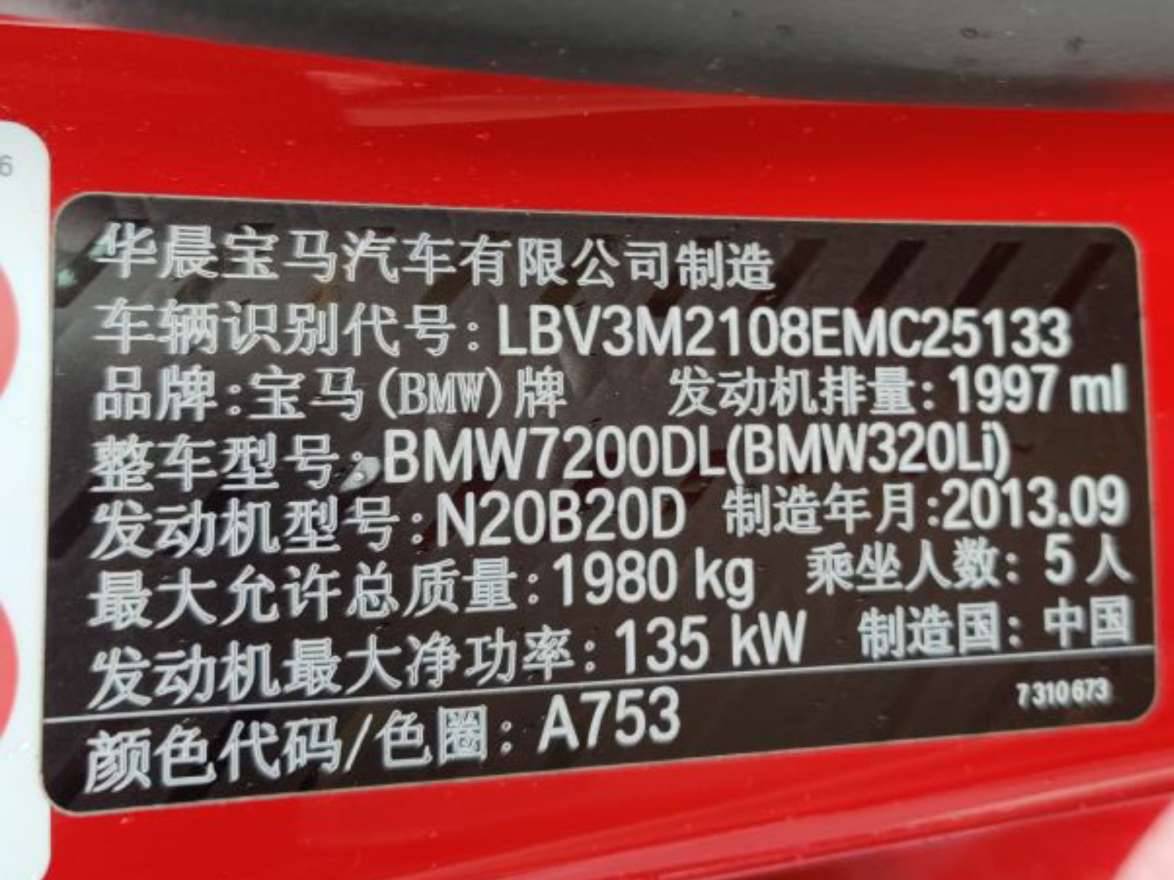 6
华晨宝马汽车有限公司制造
车辆识别代号: LBV3M2108EMC25133
品牌:宝马(BMW)牌 发动机排量: 1997 ml
整车型号: BMW7200DL(BMW320Li)
发动机型号: N20B20D 制造年月:2013.09
最大允许总质量: 1980 kg 乘坐人数: 5 人
发动机最大净功率: 135 kW 制造国: 中国
7 310 673
颜色代码/色圈: A753